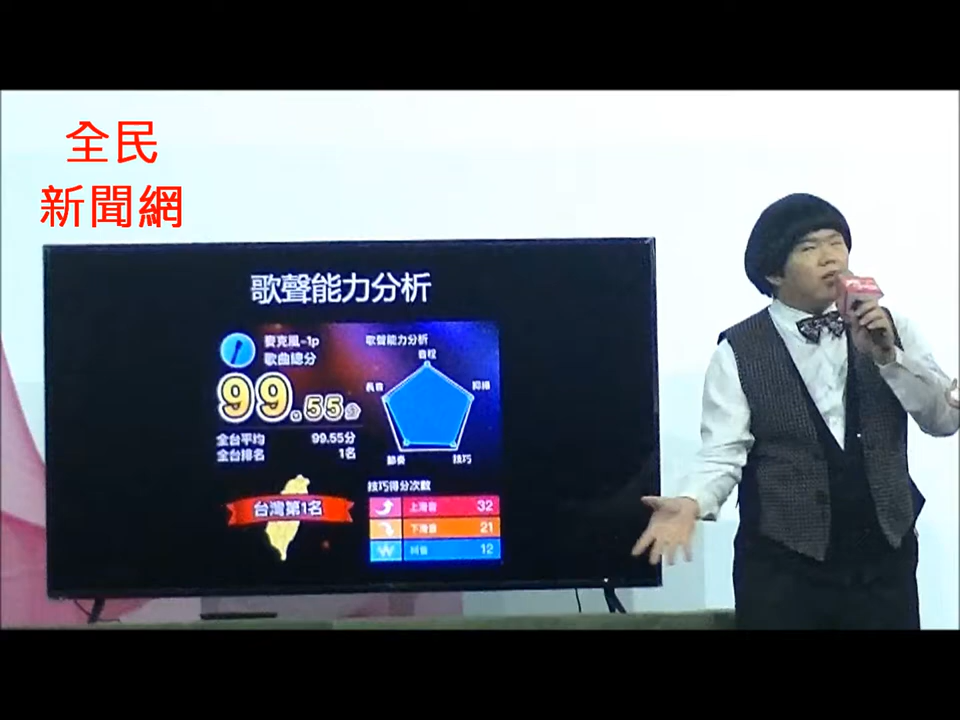 全民
新聞網
歌聲能力分析
麥克風-1p
歌曲總分
99.55分
全台平均 99.55分
全台排名 1名
台灣第1名
歌聲能力分析
音程
抑揚
技巧
節奏
長音
技巧得分次數
上滑音 32
下滑音 21
抖音 12